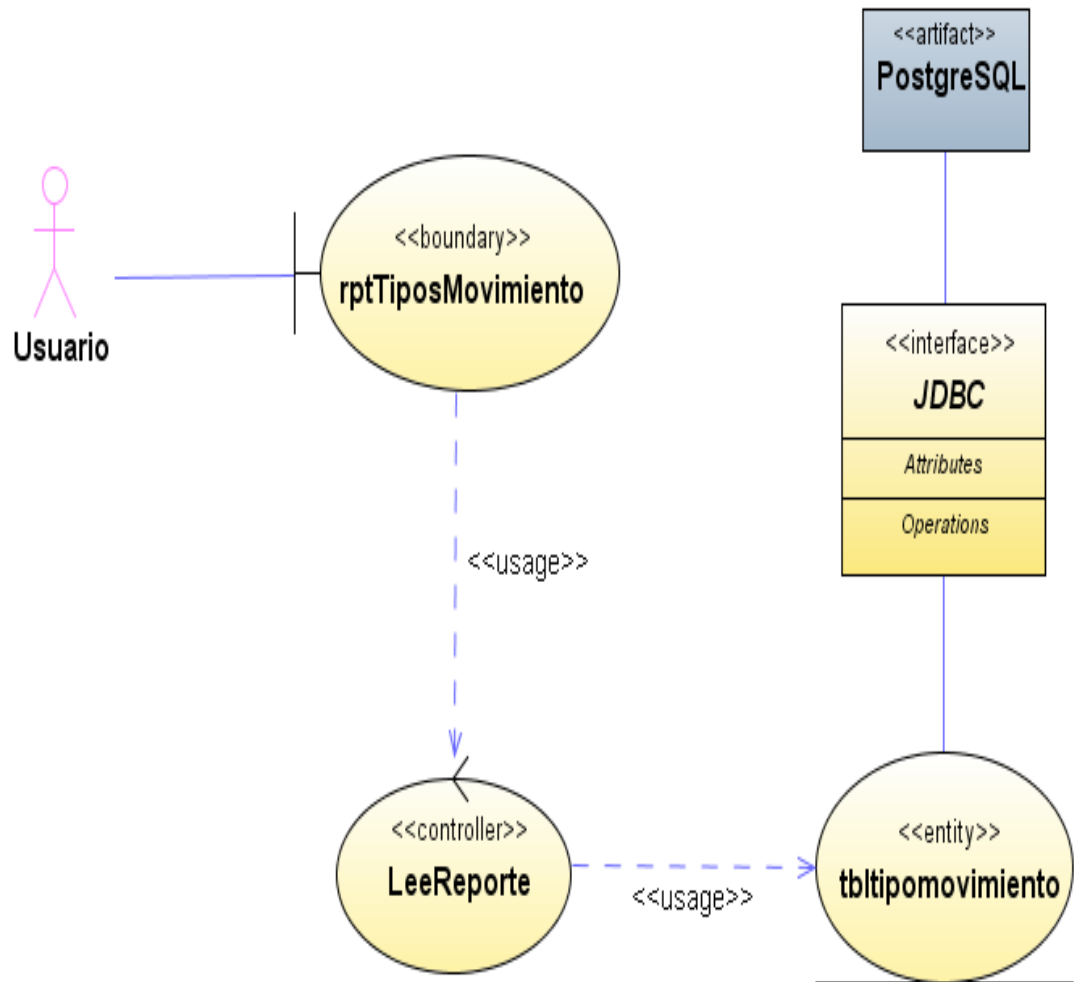 <<artifact>>
PostgreSQL
<<boundary>>
rptTiposMovimiento
Usuario
<<interface>>
JDBC
Attributes
Operations
<<usage>>
<<controller>>
LeeReporte
<<usage>>
<<entity>>
tbltipomovimiento